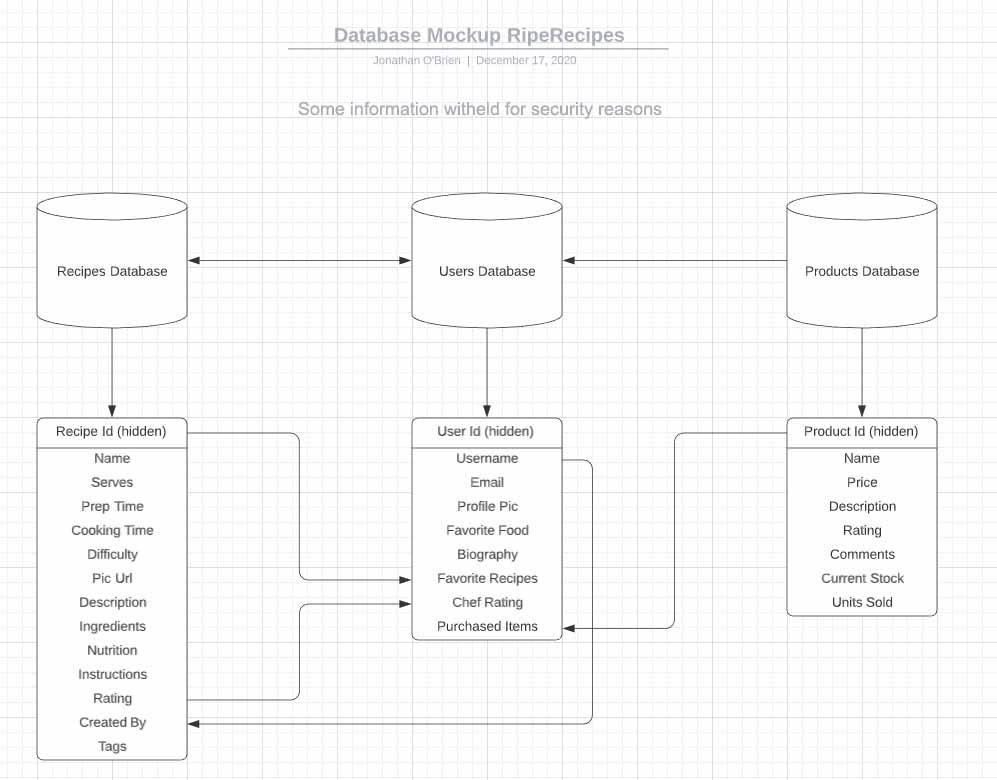 Database Mockup RipeRecipes
Jonathan O'Brien | December 17, 2020
Some information witheld for security reasons
Recipes Database
Users Database
Products Database
Recipe Id (hidden)
Name
Serves
Prep Time
Cooking Time
Difficulty
Pic Url
Description
Ingredients
Nutrition
Instructions
Rating
Created By
Tags
User Id (hidden)
Username
Email
Profile Pic
Favorite Food
Biography
Favorite Recipes
Chef Rating
Purchased Items
Product Id (hidden)
Name
Price
Description
Rating
Comments
Current Stock
Units Sold